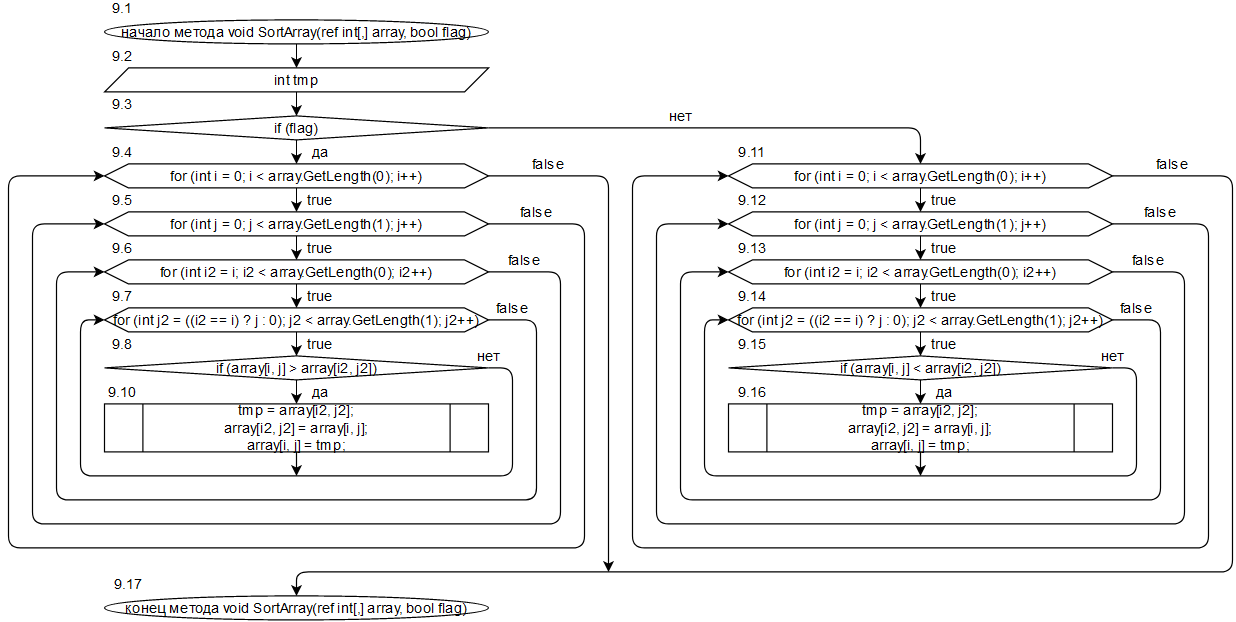 9.1
начало метода void SortArray(ref int[,] array, bool flag)
9.2
int tmp
9.3
if (flag)
нет
да
9.4
for (int i = 0; i < array.GetLength(0); i++)
false
true
9.5
for (int j = 0; j < array.GetLength(1); j++)
false
true
9.6
for (int i2 = i; i2 < array.GetLength(0); i2++)
false
true
9.7
for (int j2 = ((i2 == i) ? j : 0); j2 < array.GetLength(1); j2++)
false
true
9.8
if (array[i, j] > array[i2, j2])
нет
да
9.10
tmp = array[i2, j2];
array[i2, j2] = array[i, j];
array[i, j] = tmp;
9.11
for (int i = 0; i < array.GetLength(0); i++)
false
true
9.12
for (int j = 0; j < array.GetLength(1); j++)
false
true
9.13
for (int i2 = i; i2 < array.GetLength(0); i2++)
false
true
9.14
for (int j2 = ((i2 == i) ? j : 0); j2 < array.GetLength(1); j2++)
false
true
9.15
if (array[i, j] < array[i2, j2])
нет
да
9.16
tmp = array[i2, j2];
array[i2, j2] = array[i, j];
array[i, j] = tmp;
9.17
конец метода void SortArray(ref int[,] array, bool flag)